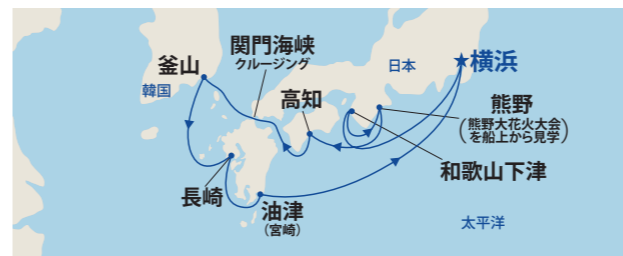 関門海峡
クルージング
釜山
韓国
日本
★横浜
高知
熊野
(熊野大花火大会
を船上から見学)
和歌山下津
長崎
油津
(宮崎)
太平洋